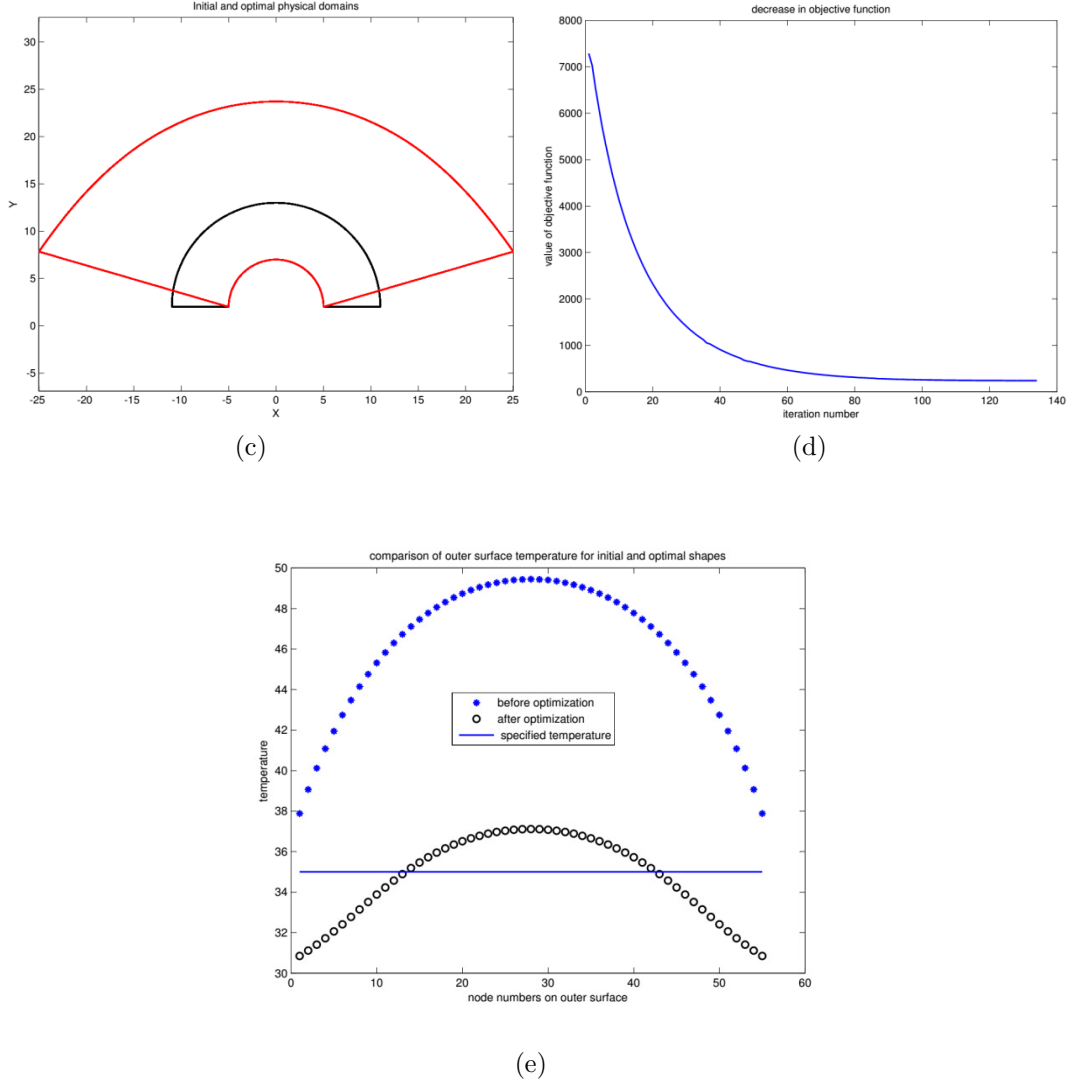 Initial and optimal physical domains
Y
30
25
20
15
10
5
0
-5
-25 -20 -15 -10 -5 0 5 10 15 20 25
X
(c)
decrease in objective function
value of objective function
8000
7000
6000
5000
4000
3000
2000
1000
0
0 20 40 60 80 100 120 140
iteration number
(d)
comparison of outer surface temperature for initial and optimal shapes
temperature
50
48
46
44
42
40
38
36
34
32
30
before optimization
after optimization
specified temperature
0 10 20 30 40 50 60
node numbers on outer surface
(e)